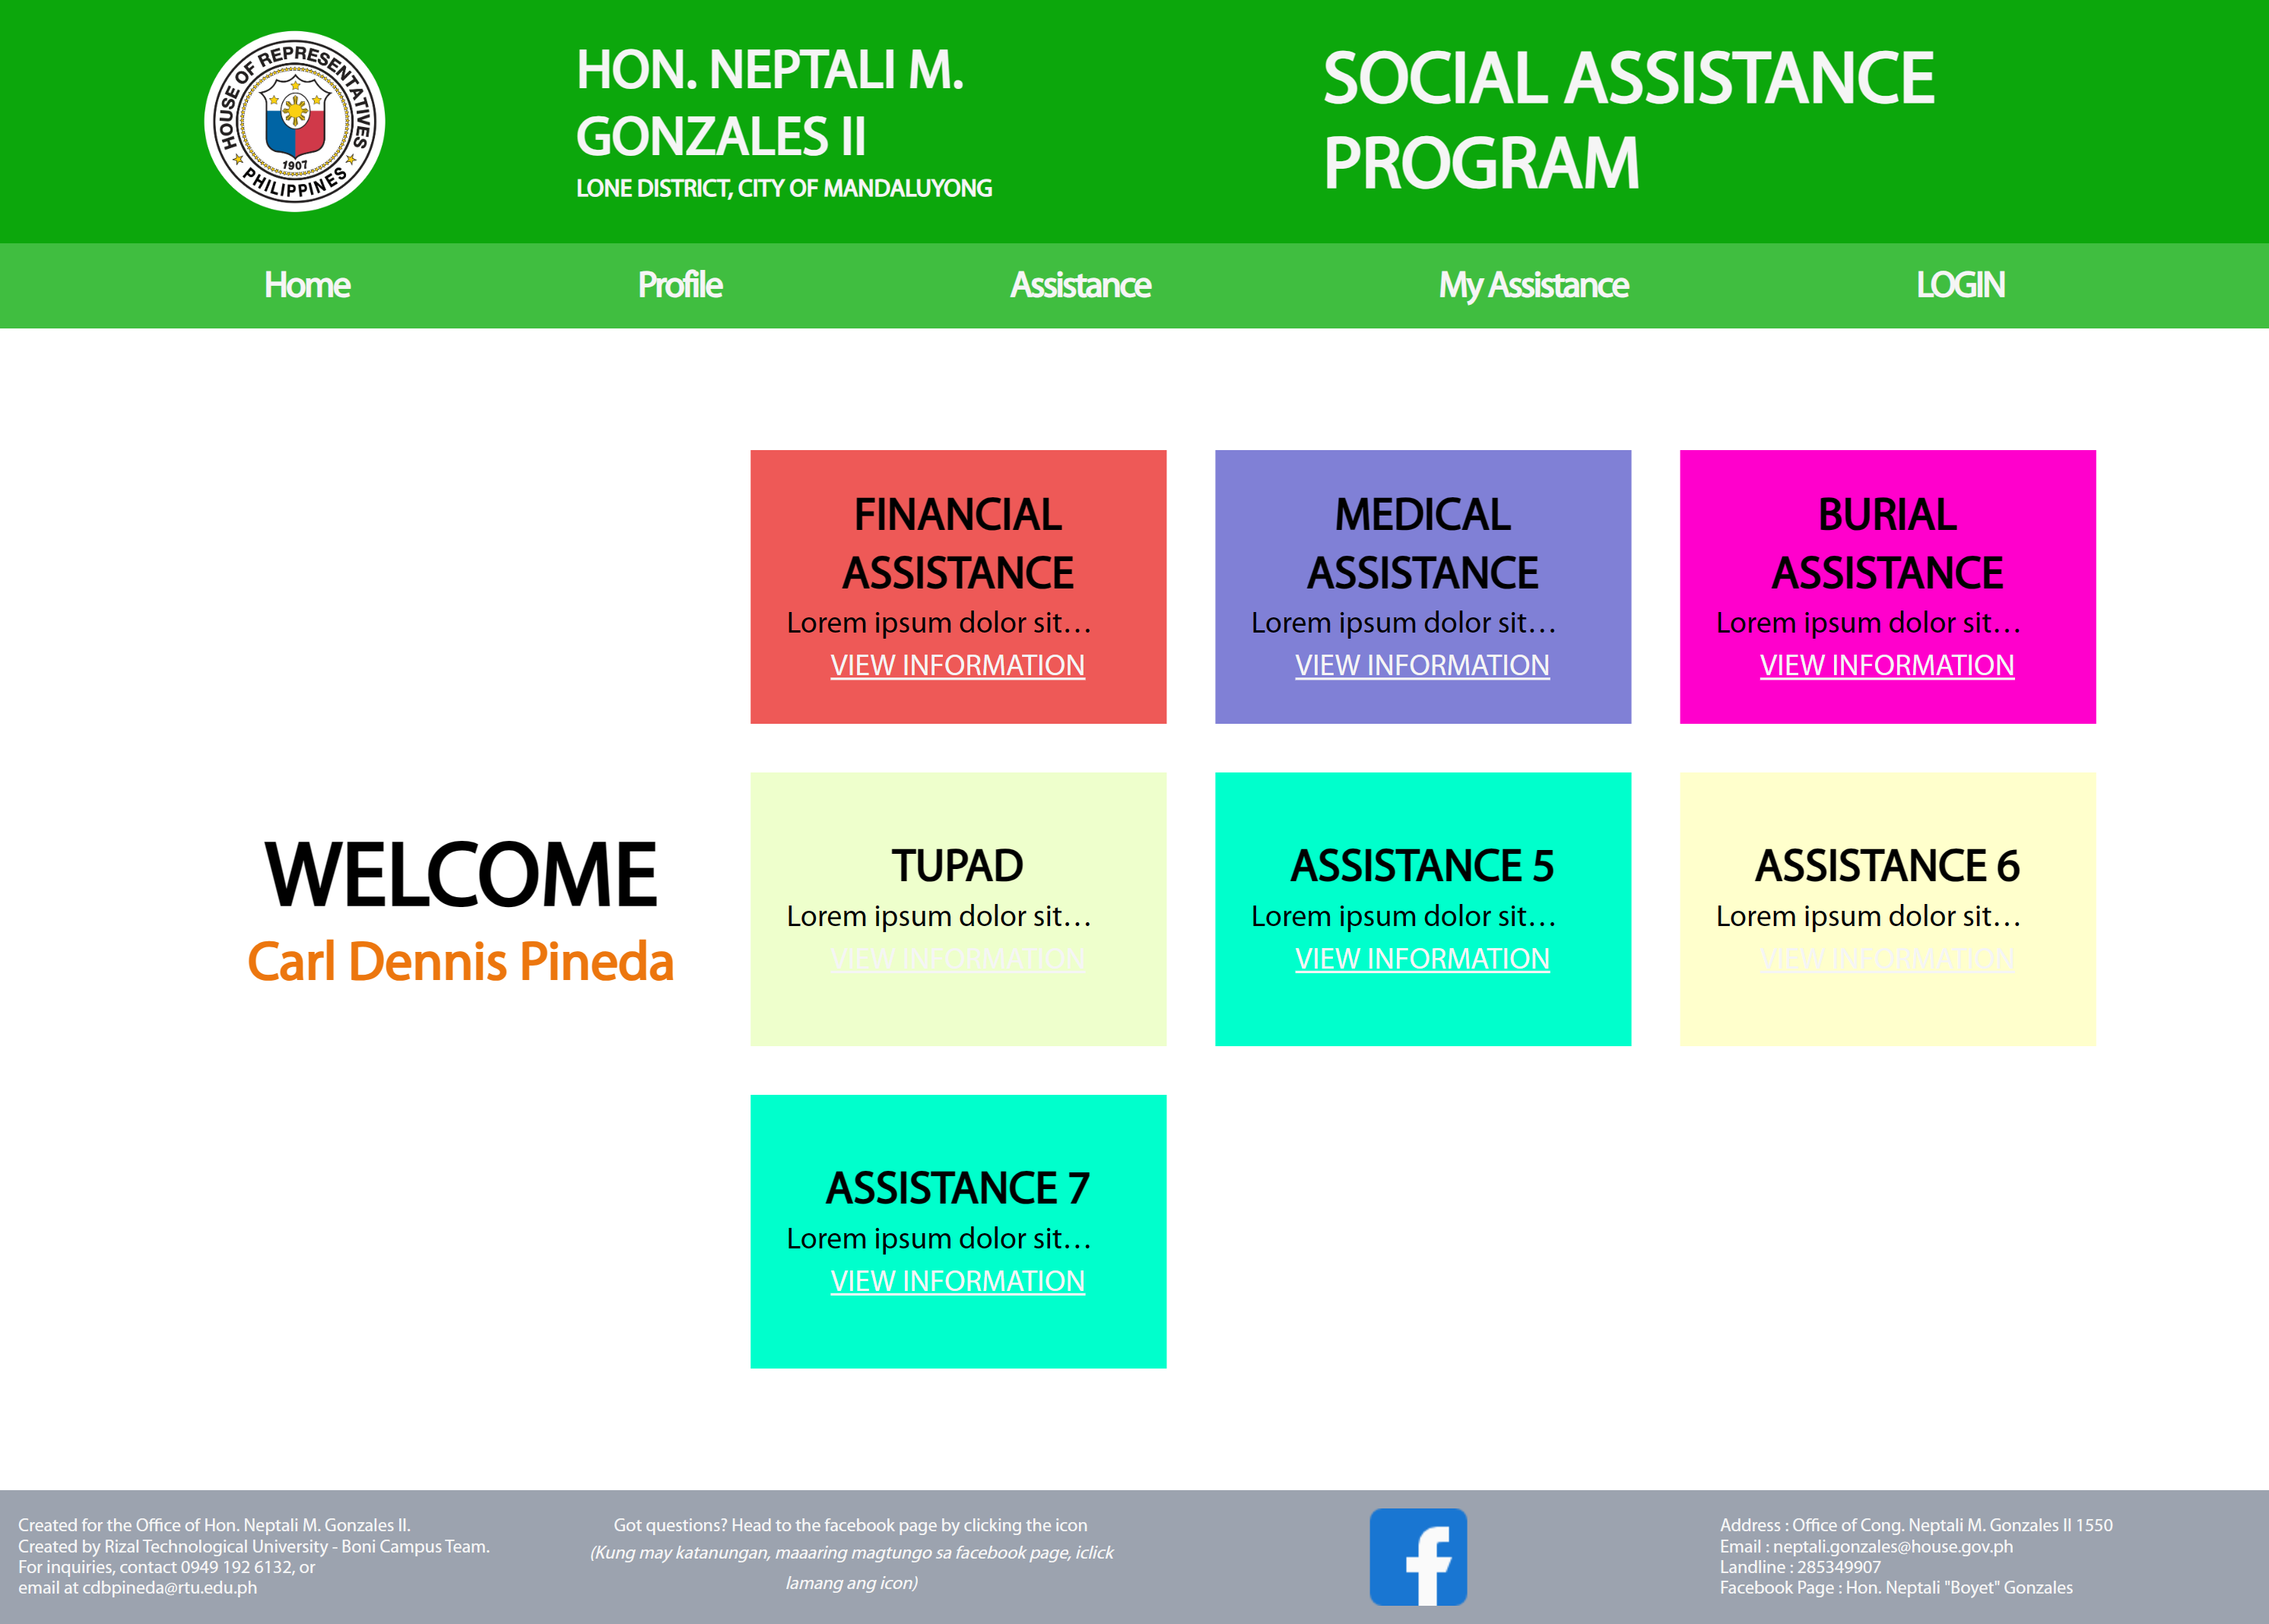 HOUSE OF REPRESENTATIVES
1907
PHILIPPINES
HON. NEPTALI M.
GONZALES II
LONE DISTRICT, CITY OF MANDALUYONG
SOCIAL ASSISTANCE
PROGRAM
Home
Profile
Assistance
My Assistance
LOGIN
WELCOME
Carl Dennis Pineda
FINANCIAL
ASSISTANCE
Lorem ipsum dolor sit…
VIEW INFORMATION
MEDICAL
ASSISTANCE
Lorem ipsum dolor sit…
VIEW INFORMATION
BURIAL
ASSISTANCE
Lorem ipsum dolor sit…
VIEW INFORMATION
TUPAD
Lorem ipsum dolor sit…
VIEW INFORMATION
ASSISTANCE 5
Lorem ipsum dolor sit…
VIEW INFORMATION
ASSISTANCE 6
Lorem ipsum dolor sit…
VIEW INFORMATION
ASSISTANCE 7
Lorem ipsum dolor sit…
VIEW INFORMATION
Created for the Office of Hon. Neptali M. Gonzales II.
Created by Rizal Technological University - Boni Campus Team.
For inquiries, contact 0949 192 6132, or
email at cdbpineda@rtu.edu.ph
Got questions? Head to the facebook page by clicking the icon
(Kung may katanungan, maaaring magtungo sa facebook page, iclick
lamang ang icon)
f
Address : Office of Cong. Neptali M. Gonzales II 1550
Email : neptali.gonzales@house.gov.ph
Landline : 285349907
Facebook Page : Hon. Neptali "Boyet" Gonzales